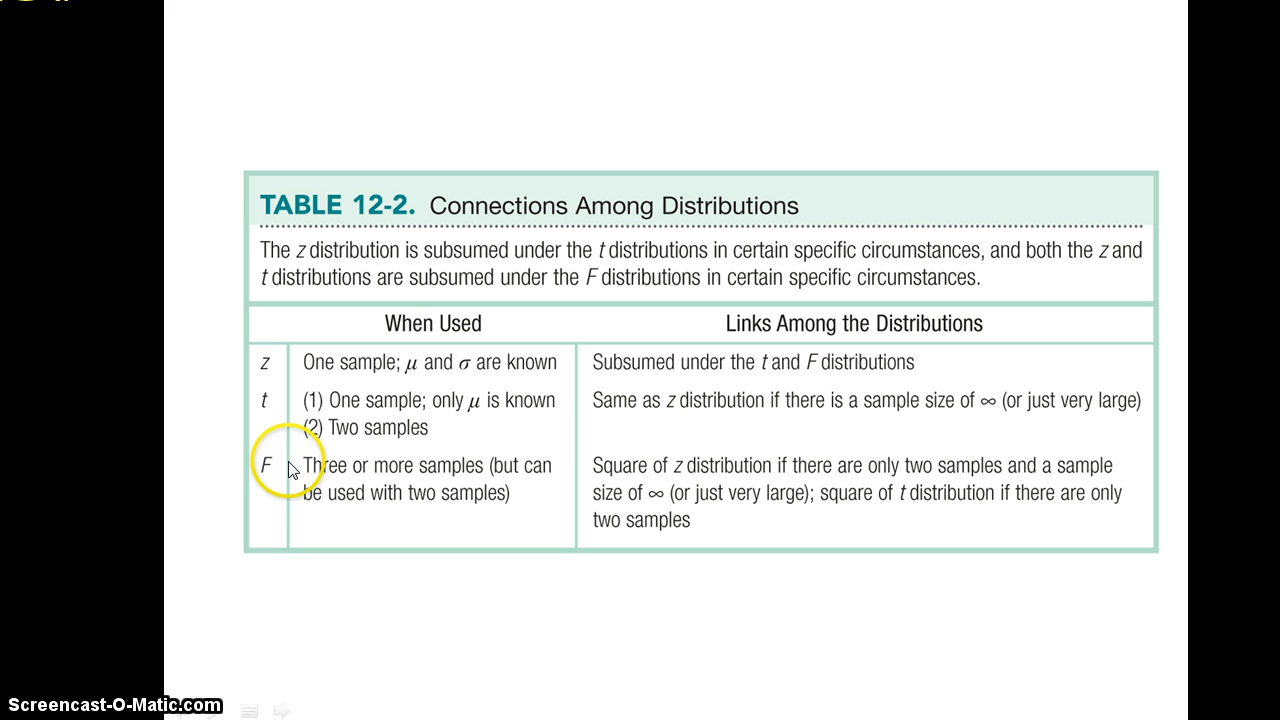 TABLE 12-2. Connections Among Distributions
The z distribution is subsumed under the t distributions in certain specific circumstances, and both the z and
t distributions are subsumed under the F distributions in certain specific circumstances.
When Used Links Among the Distributions
z One sample; μ and σ are known Subsumed under the t and F distributions
t (1) One sample; only μ is known Same as z distribution if there is a sample size of ∞ (or just very large)
(2) Two samples
F Three or more samples (but can Square of z distribution if there are only two samples and a sample
be used with two samples) size of ∞ (or just very large); square of t distribution if there are only
two samples
Screencast-O-Matic.com